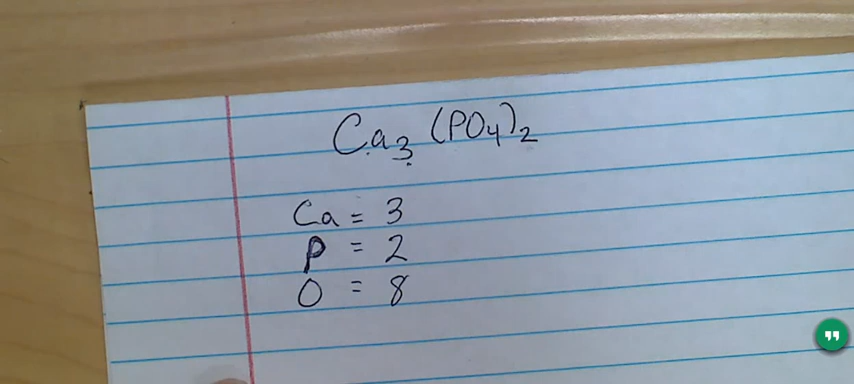 Ca3(PO4)2
Ca = 3
P = 2
O = 8